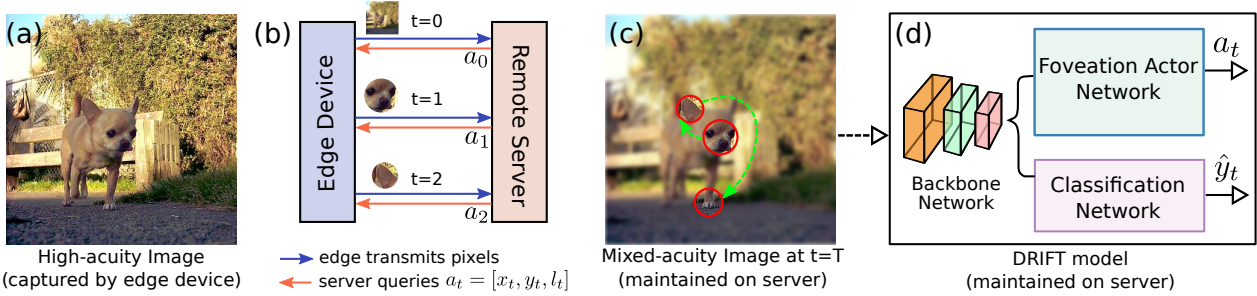 (a)
High-acuity Image
(captured by edge device)
(b)
Edge Device
Remote Server
t=0
a_0
t=1
a_1
t=2
a_2
edge transmits pixels
server queries a_t = [x_t, y_t, l_t]
(c)
Mixed-acuity Image at t=T
(maintained on server)
(d)
Backbone
Network
Foveation Actor
Network
a_t
Classification
Network
ŷ_t
DRIFT model
(maintained on server)